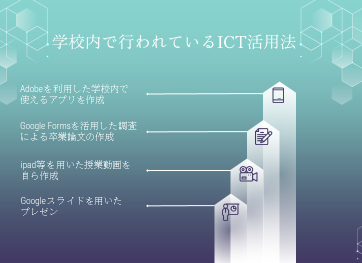 学校内で行われているICT活用法
Adobeを利用した学校内で
使えるアプリを作成
Google Formsを活用した調査
による卒業論文の作成
ipad等を用いた授業動画を
自ら作成
Googleスライドを用いた
プレゼン